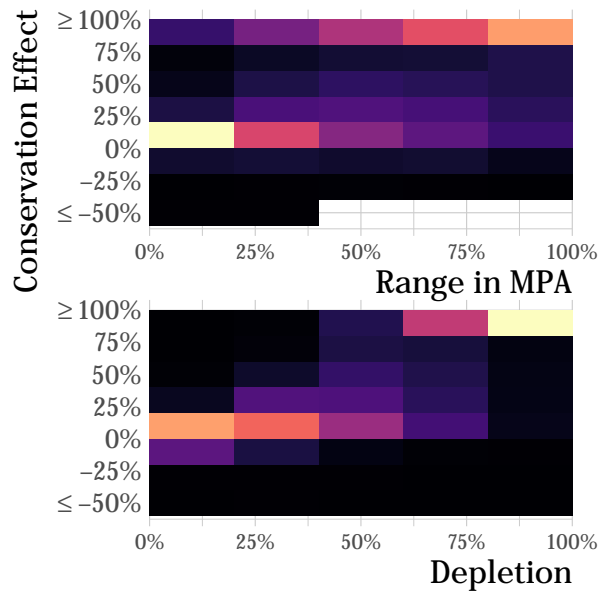 Conservation Effect
≥ 100%
75%
50%
25%
0%
−25%
≤ −50%
0% 25% 50% 75% 100%
Range in MPA
≥ 100%
75%
50%
25%
0%
−25%
≤ −50%
0% 25% 50% 75% 100%
Depletion